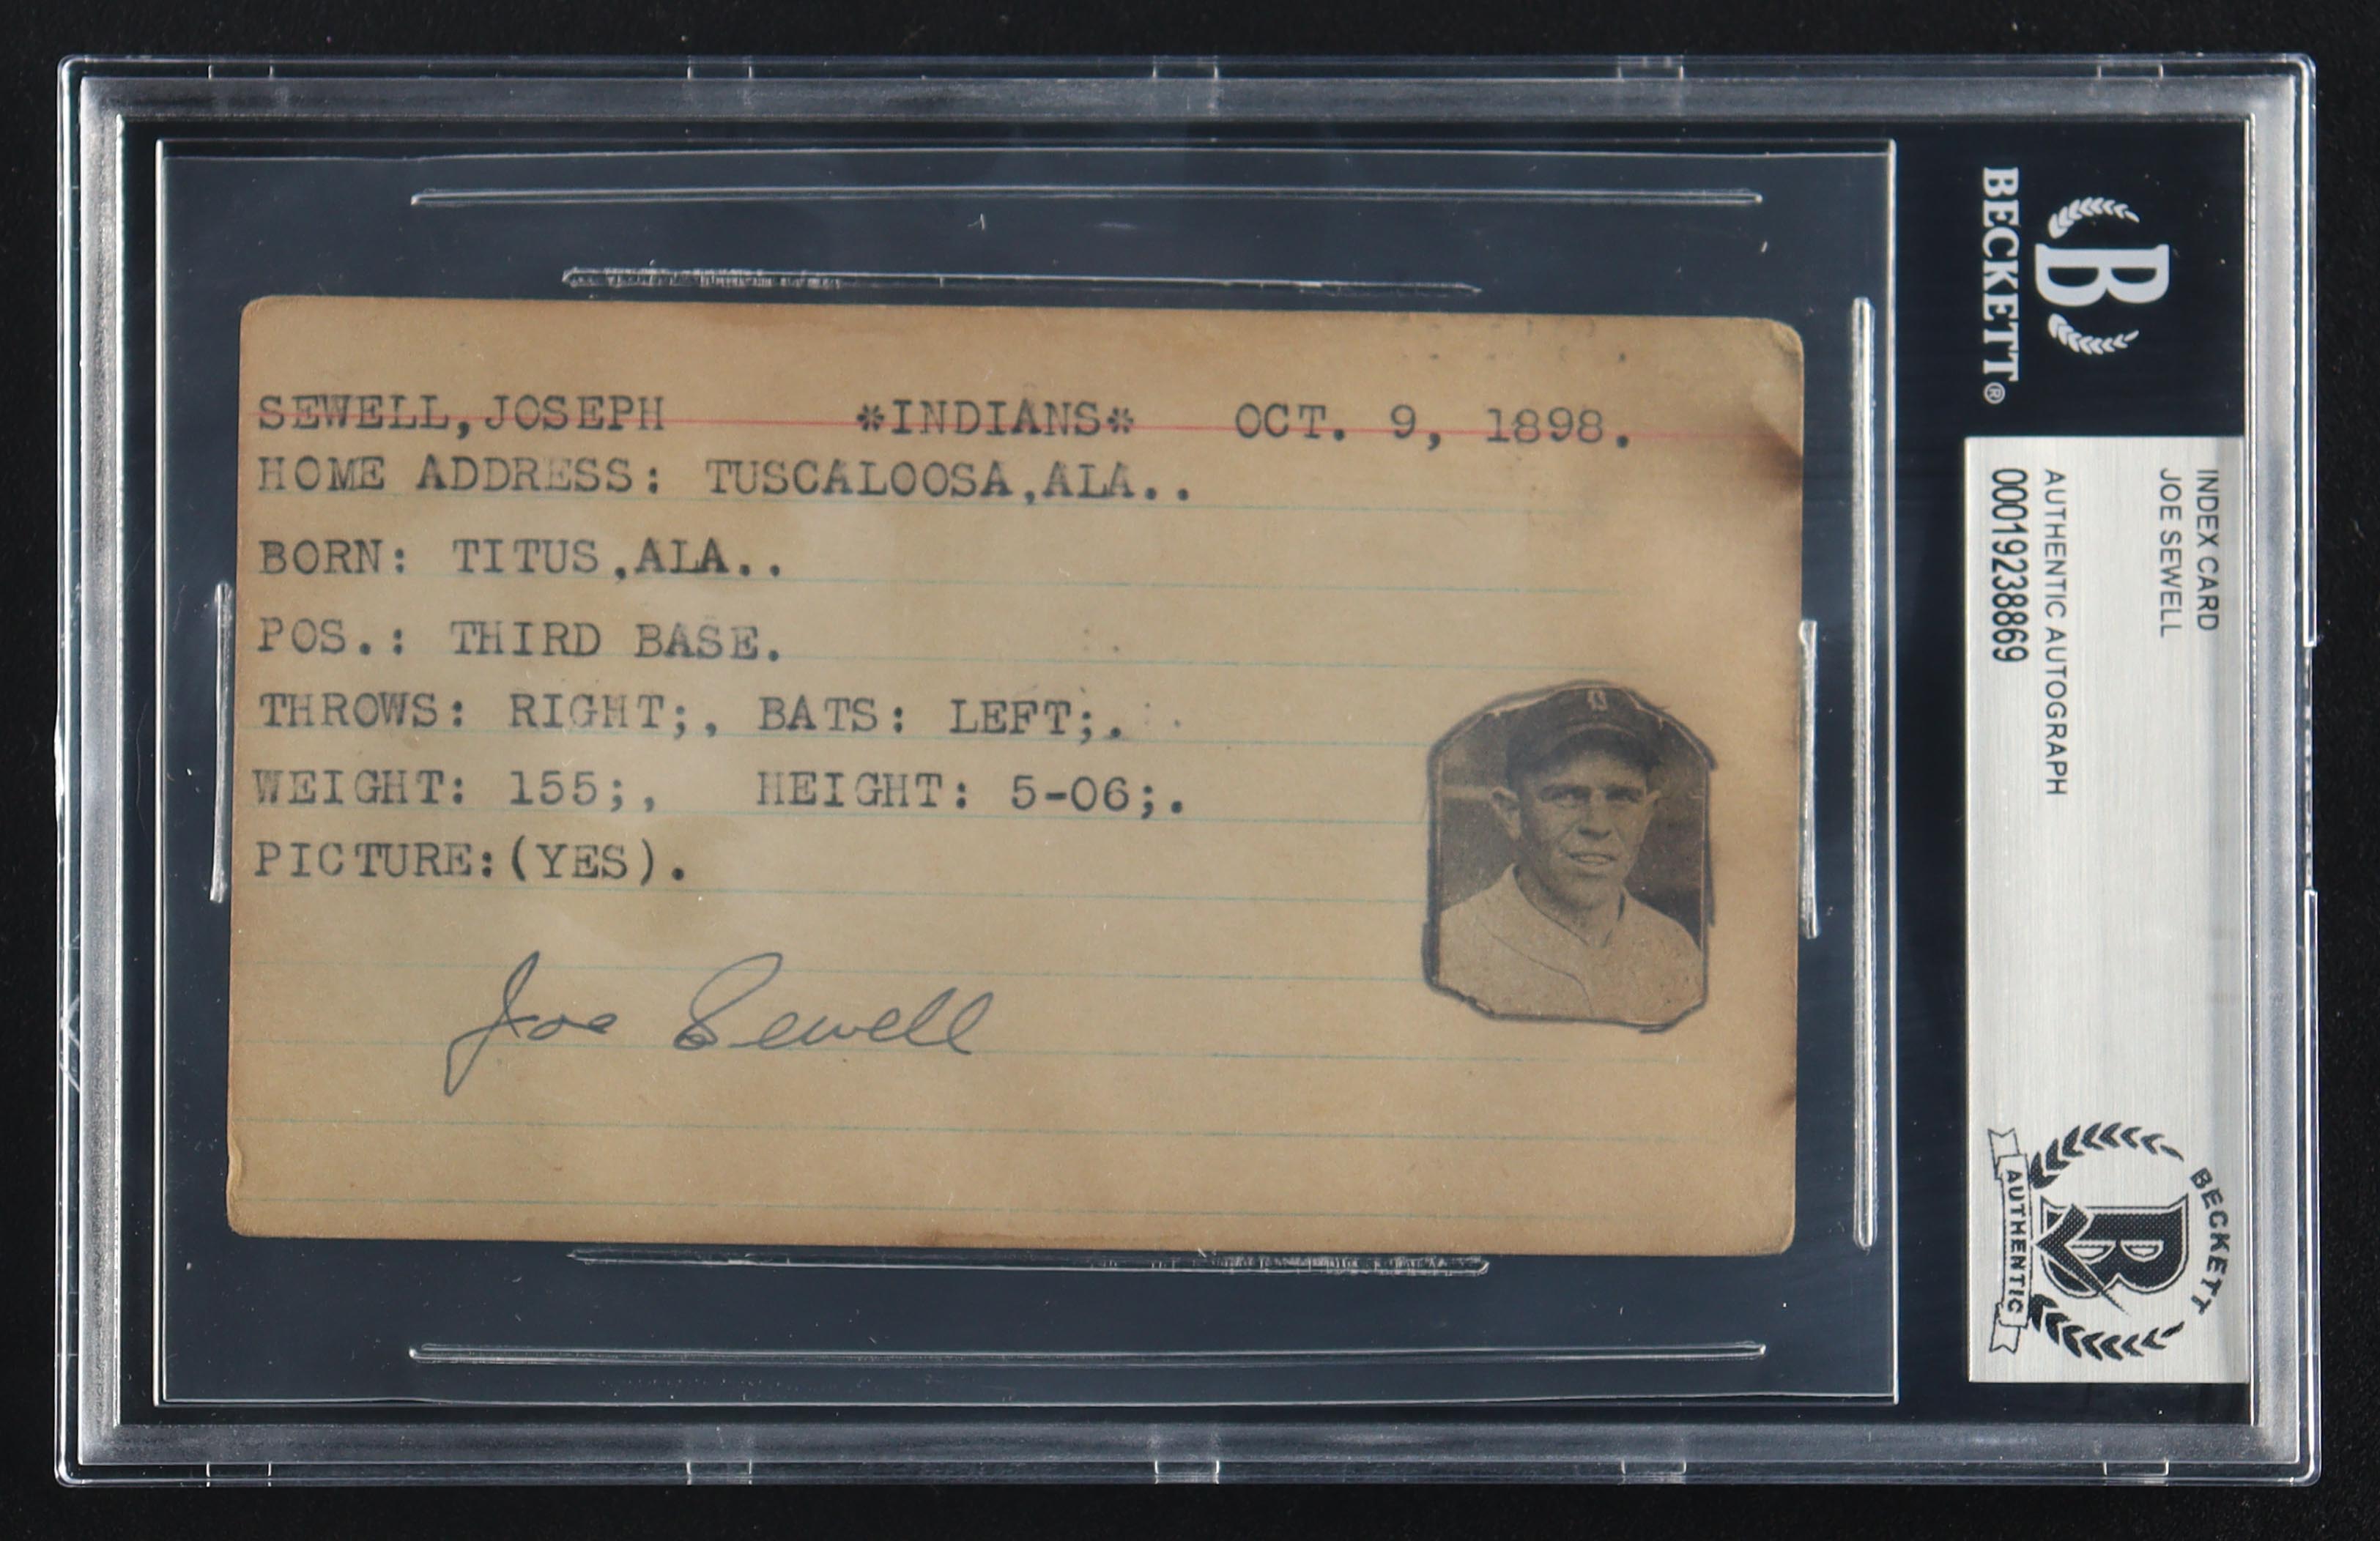 SEWELL,JOSEPH *INDIANS* OCT. 9, 1898.
HOME ADDRESS: TUSCALOOSA,ALA..
BORN: TITUS,ALA..
POS.: THIRD BASE.
THROWS: RIGHT;, BATS: LEFT;.
WEIGHT: 155;, HEIGHT: 5-06;.
PICTURE:(YES).
Joe Sewell
B
BECKETT®
INDEX CARD
JOE SEWELL
AUTHENTIC AUTOGRAPH
00019238869
BECKETT
B
AUTHENTIC